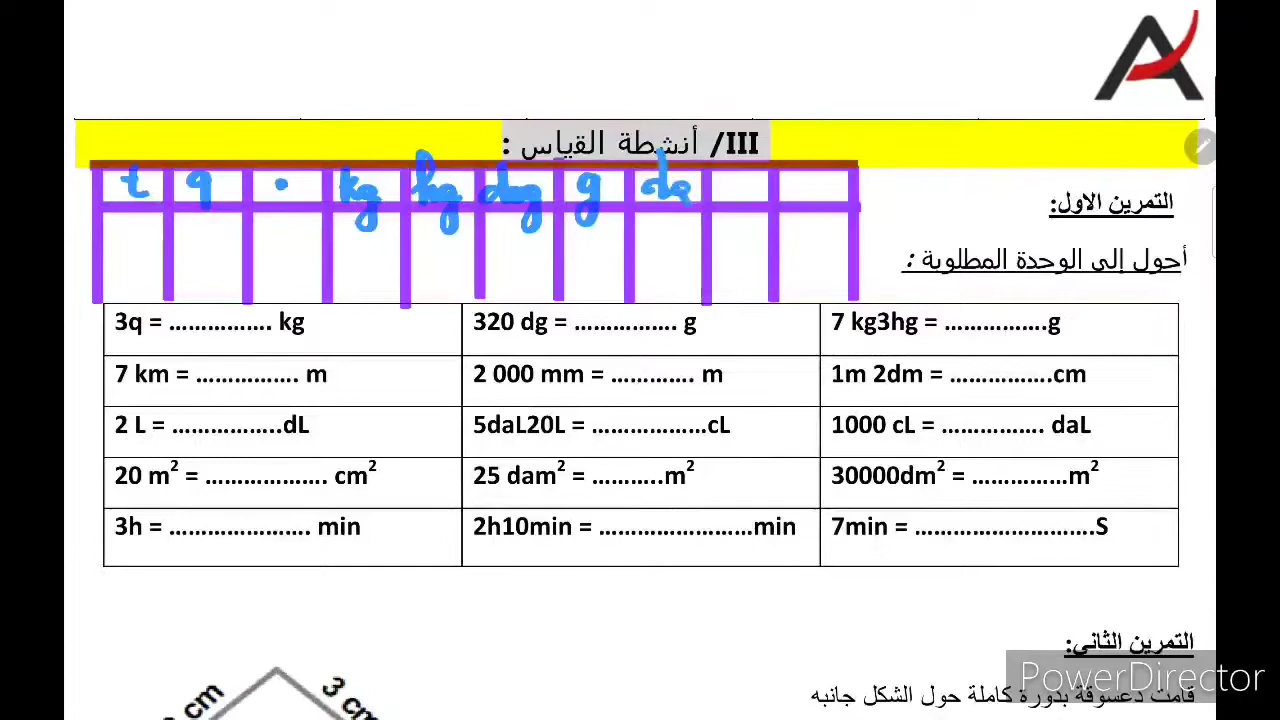 III/ أنشطة القياس :
t q . kg hg dag g dg
التمرين الاول:
أحول إلى الوحدة المطلوبة :
3q = ……………. kg 320 dg = ……………. g 7 kg3hg = …………….g
7 km = ……………. m 2 000 mm = …………. m 1m 2dm = …………….cm
2 L = ……………..dL 5daL20L = ………………cL 1000 cL = ……………. daL
20 m² = ………………. cm² 25 dam² = ………..m² 30000dm² = ……………m²
3h = …………………. min 2h10min = ……………………min 7min = ……………………….S
التمرين الثاني:
قامت دعسوقة بدورة كاملة حول الشكل جانبه
3 cm
cm
PowerDirector